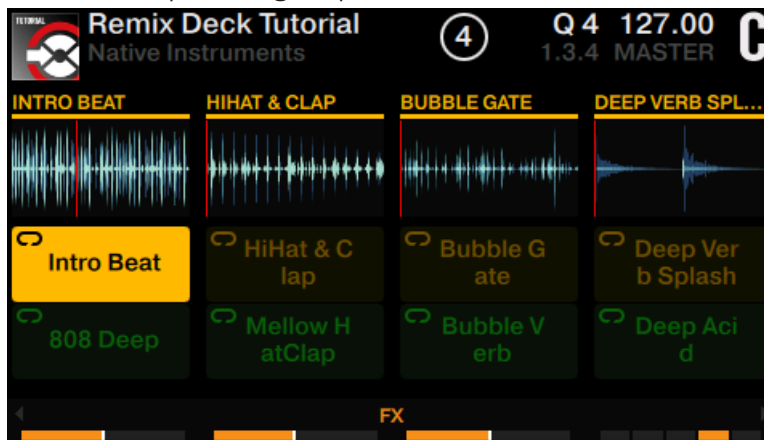 TUTORIAL
Remix Deck Tutorial
Native Instruments
4
Q 4 127.00
1.3.4 MASTER
C
INTRO BEAT
HIHAT & CLAP
BUBBLE GATE
DEEP VERB SPL...
Intro Beat
HiHat & C
lap
Bubble G
ate
Deep Ver
b Splash
808 Deep
Mellow H
atClap
Bubble V
erb
Deep Aci
d
FX